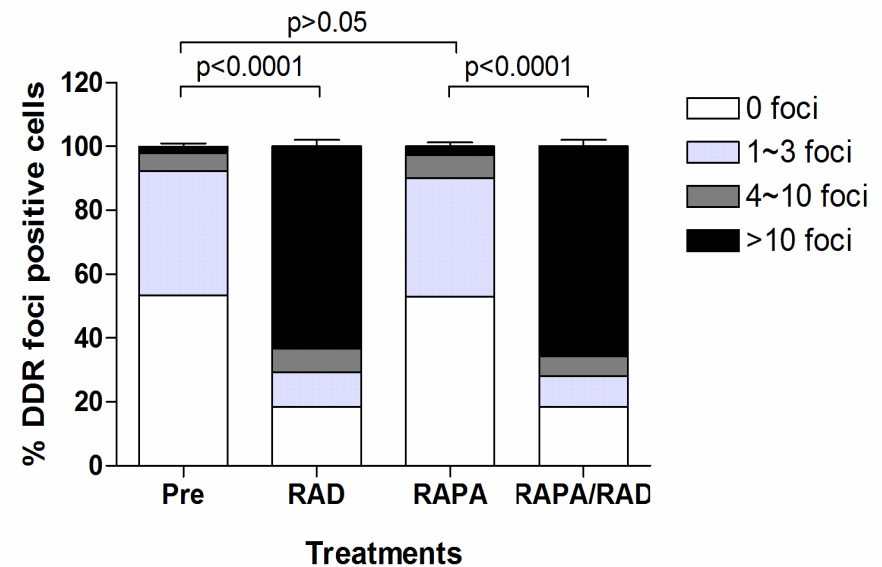 p>0.05
p<0.0001
p<0.0001
% DDR foci positive cells
120
100
80
60
40
20
0
Pre
RAD
RAPA
RAPA/RAD
Treatments
0 foci
1~3 foci
4~10 foci
>10 foci